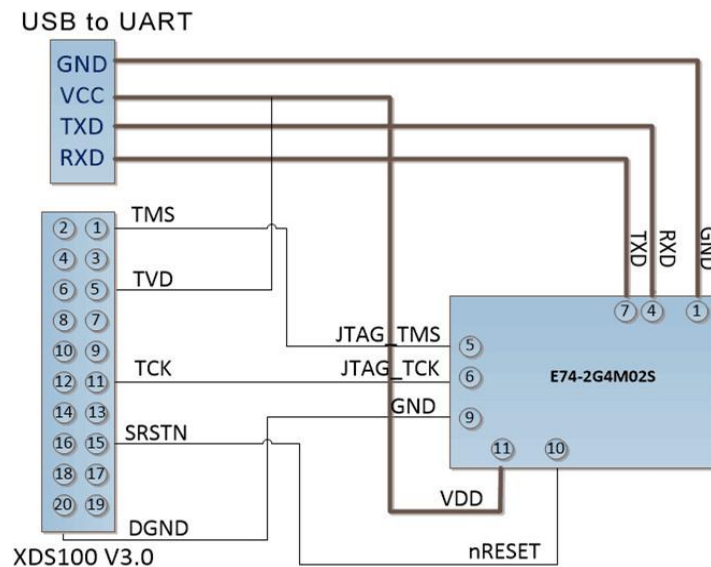 USB to UART
GND
VCC
TXD
RXD
TXD
RXD
GND
TMS
2 1
4 3
TVD
6 5
8 7
10 9
TCK
12 11
14 13
SRSTN
16 15
18 17
20 19
DGND
XDS100 V3.0
7 4 1
JTAG_TMS 5
JTAG_TCK 6
GND 9
E74-2G4M02S
11 10
VDD
nRESET